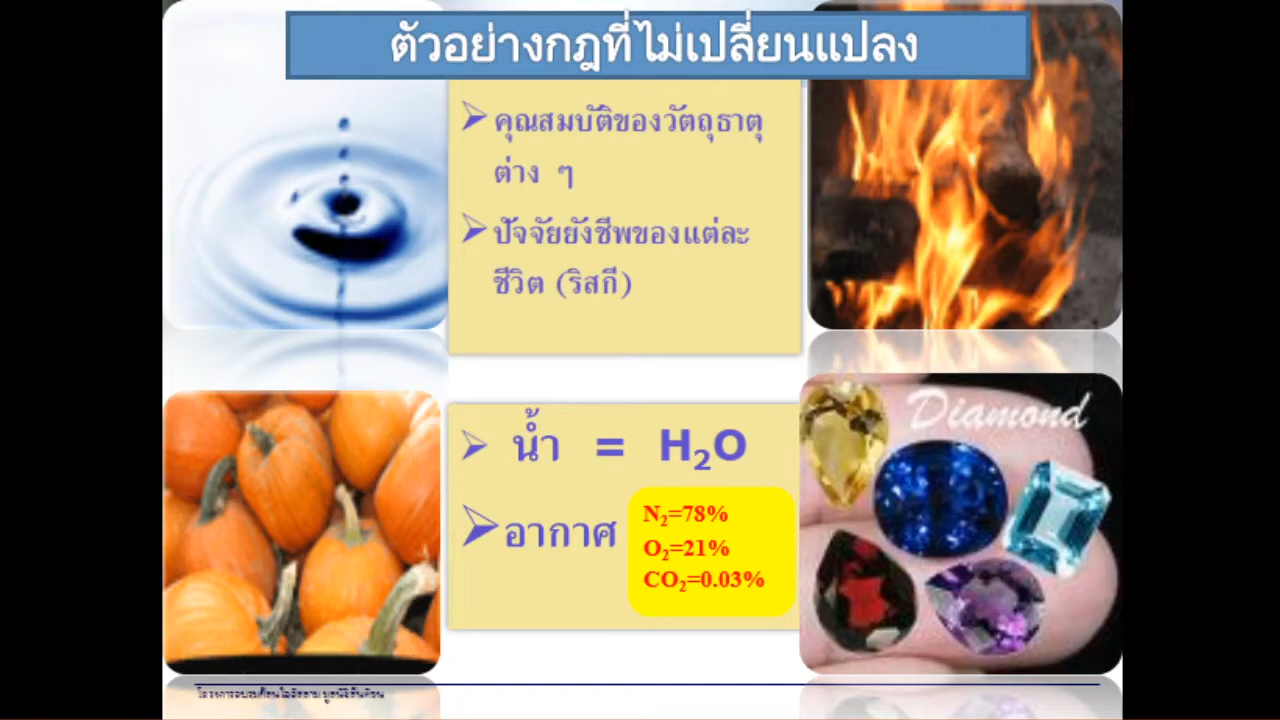 ตัวอย่างกฎที่ไม่เปลี่ยนแปลง
➢ คุณสมบัติของวัตถุธาตุ
ต่าง ๆ
➢ ปัจจัยยังชีพของแต่ละ
ชีวิต (ริสกี)
➢ น้ำ = H₂O
➢ อากาศ
N₂=78%
O₂=21%
CO₂=0.03%
Diamond